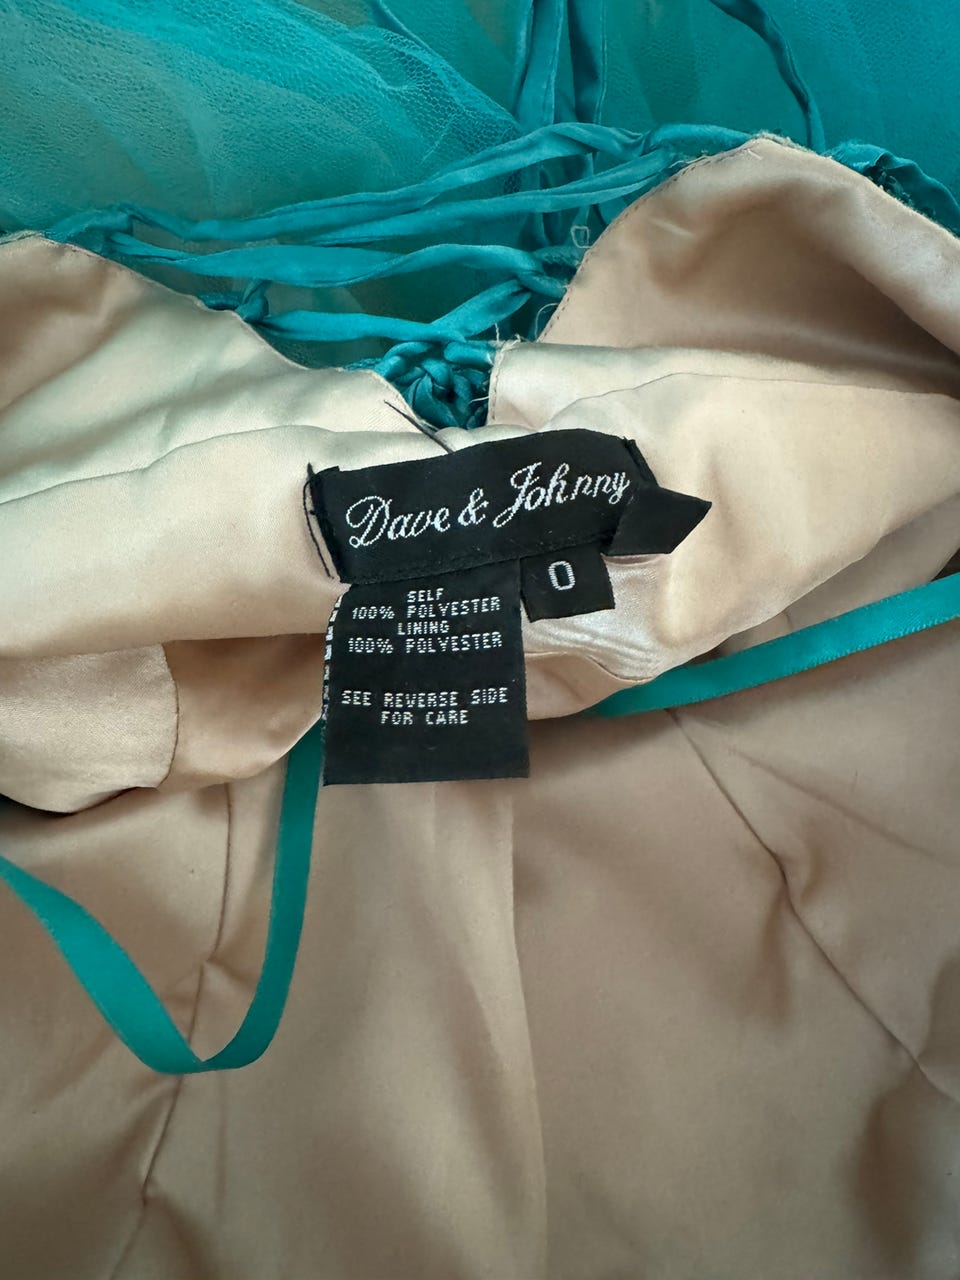 Dave & Johnny
0
SELF
100% POLYESTER
LINING
100% POLYESTER
SEE REVERSE SIDE
FOR CARE